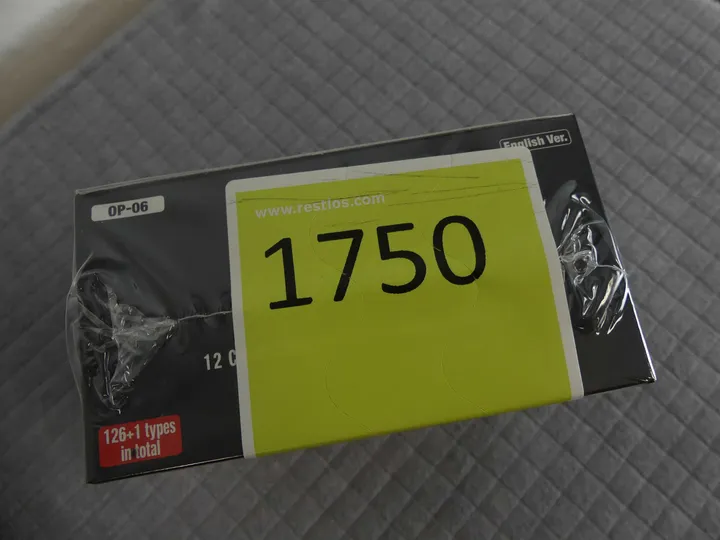 English Ver.
OP-06
www.restlos.com
1750
12 C
126+1 types
in total